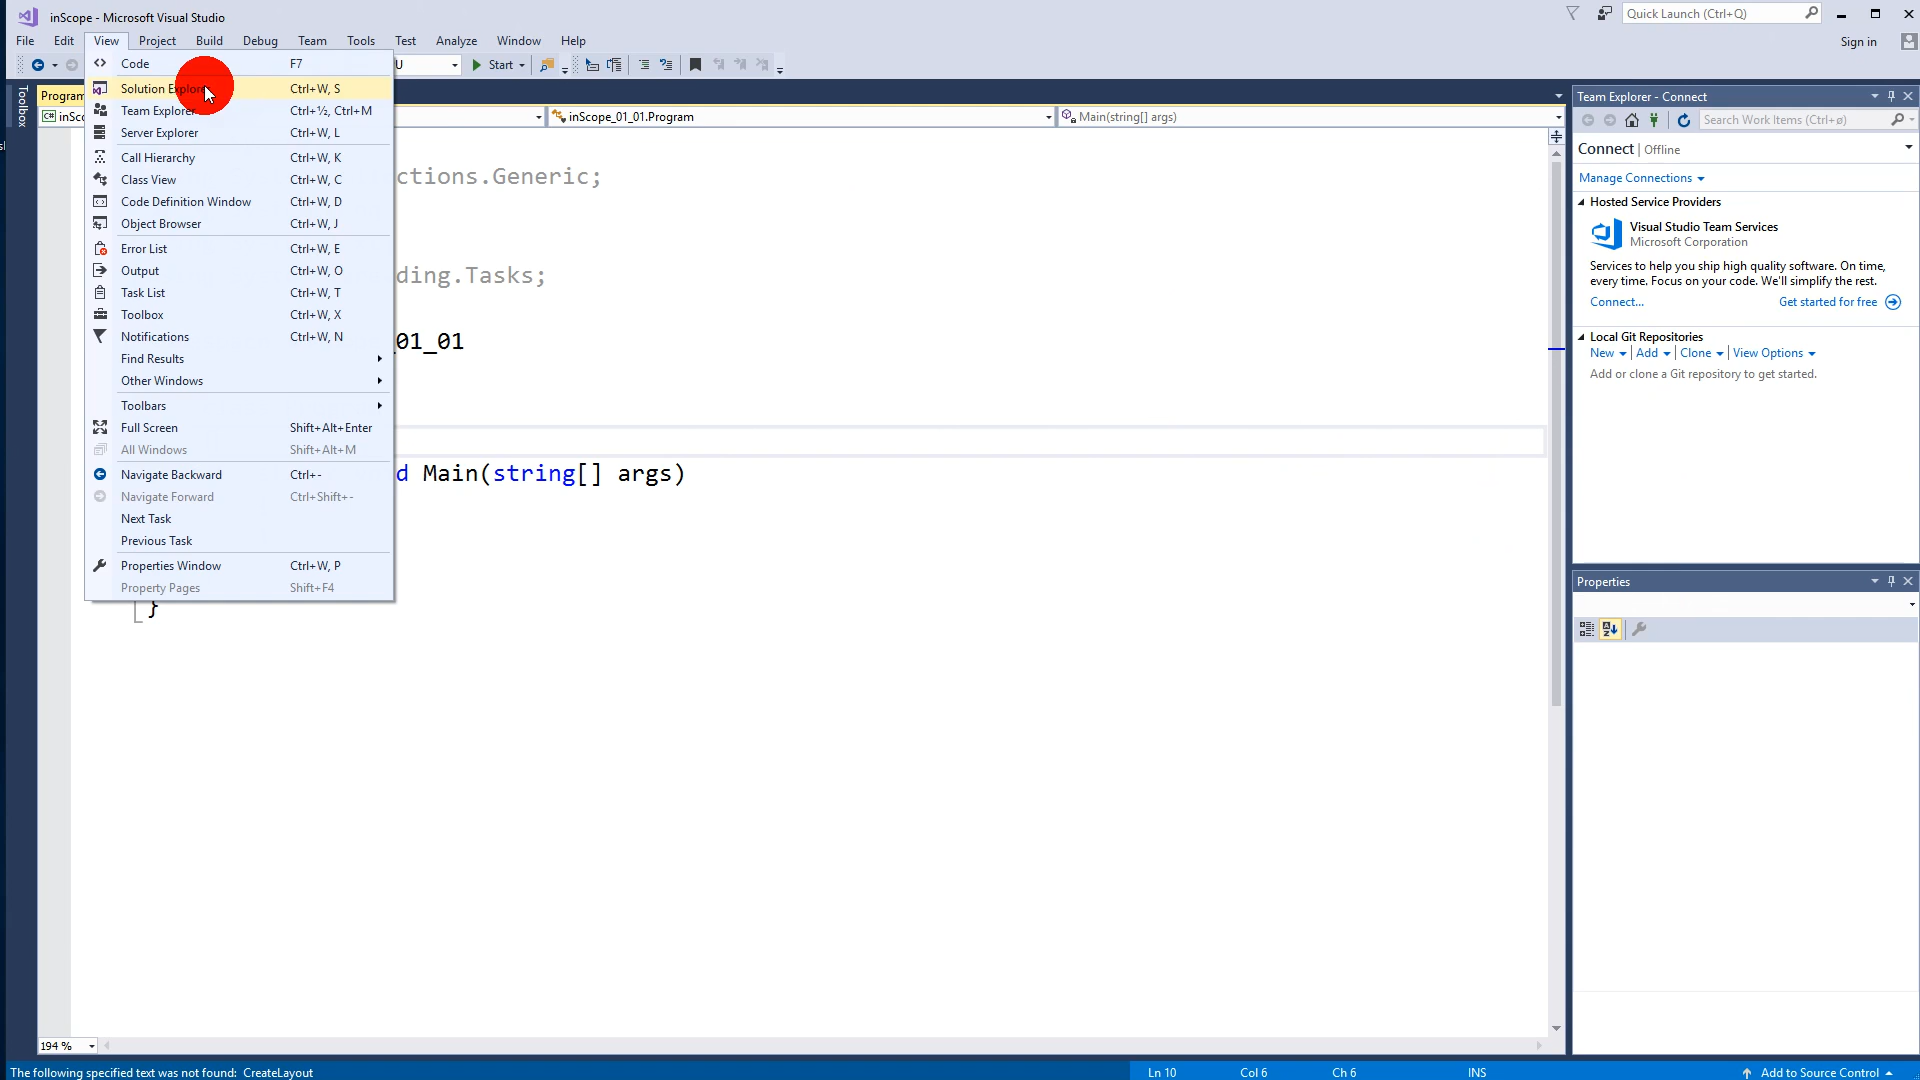 inScope - Microsoft Visual Studio
Quick Launch (Ctrl+Q)
File Edit View Project Build Debug Team Tools Test Analyze Window Help
Sign in
Start
Code F7
Solution Explorer Ctrl+W, S
Team Explorer Ctrl+½, Ctrl+M
Server Explorer Ctrl+W, L
Call Hierarchy Ctrl+W, K
Class View Ctrl+W, C
Code Definition Window Ctrl+W, D
Object Browser Ctrl+W, J
Error List Ctrl+W, E
Output Ctrl+W, O
Task List Ctrl+W, T
Toolbox Ctrl+W, X
Notifications Ctrl+W, N
Find Results
Other Windows
Toolbars
Full Screen Shift+Alt+Enter
All Windows Shift+Alt+M
Navigate Backward Ctrl+-
Navigate Forward Ctrl+Shift+-
Next Task
Previous Task
Properties Window Ctrl+W, P
Property Pages Shift+F4
Toolbox
inScope_01_01.Program
Main(string[] args)
ctions.Generic;
ding.Tasks;
_01_01
d Main(string[] args)
}
194 %
Team Explorer - Connect
Search Work Items (Ctrl+ø)
Connect | Offline
Manage Connections
Hosted Service Providers
Visual Studio Team Services
Microsoft Corporation
Services to help you ship high quality software. On time,
every time. Focus on your code. We'll simplify the rest.
Connect...
Get started for free
Local Git Repositories
New | Add | Clone | View Options
Add or clone a Git repository to get started.
Properties
The following specified text was not found: CreateLayout
Ln 10 Col 6 Ch 6 INS
Add to Source Control